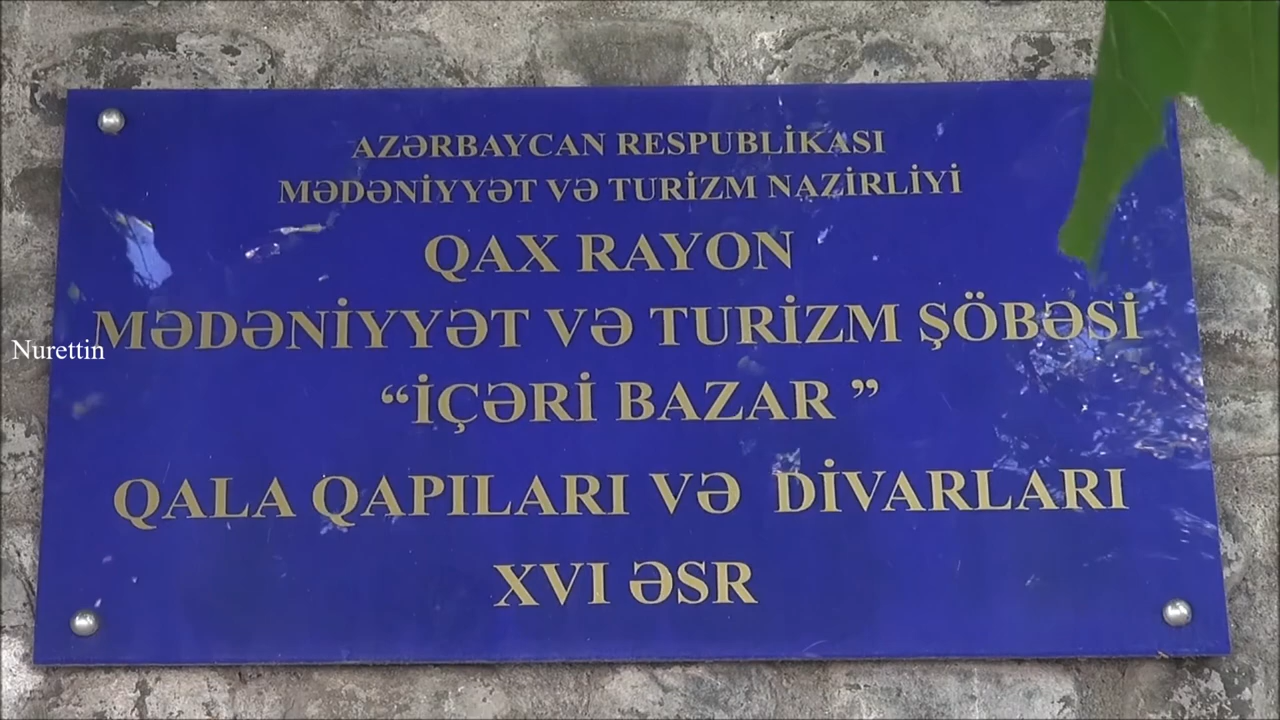 AZƏRBAYCAN RESPUBLİKASI
MƏDƏNİYYƏT VƏ TURİZM NAZİRLİYİ
QAX RAYON
MƏDƏNİYYƏT VƏ TURİZM ŞÖBƏSİ
Nurettin
“İÇƏRİ BAZAR ”
QALA QAPILARI VƏ DİVARLARI
XVI ƏSR